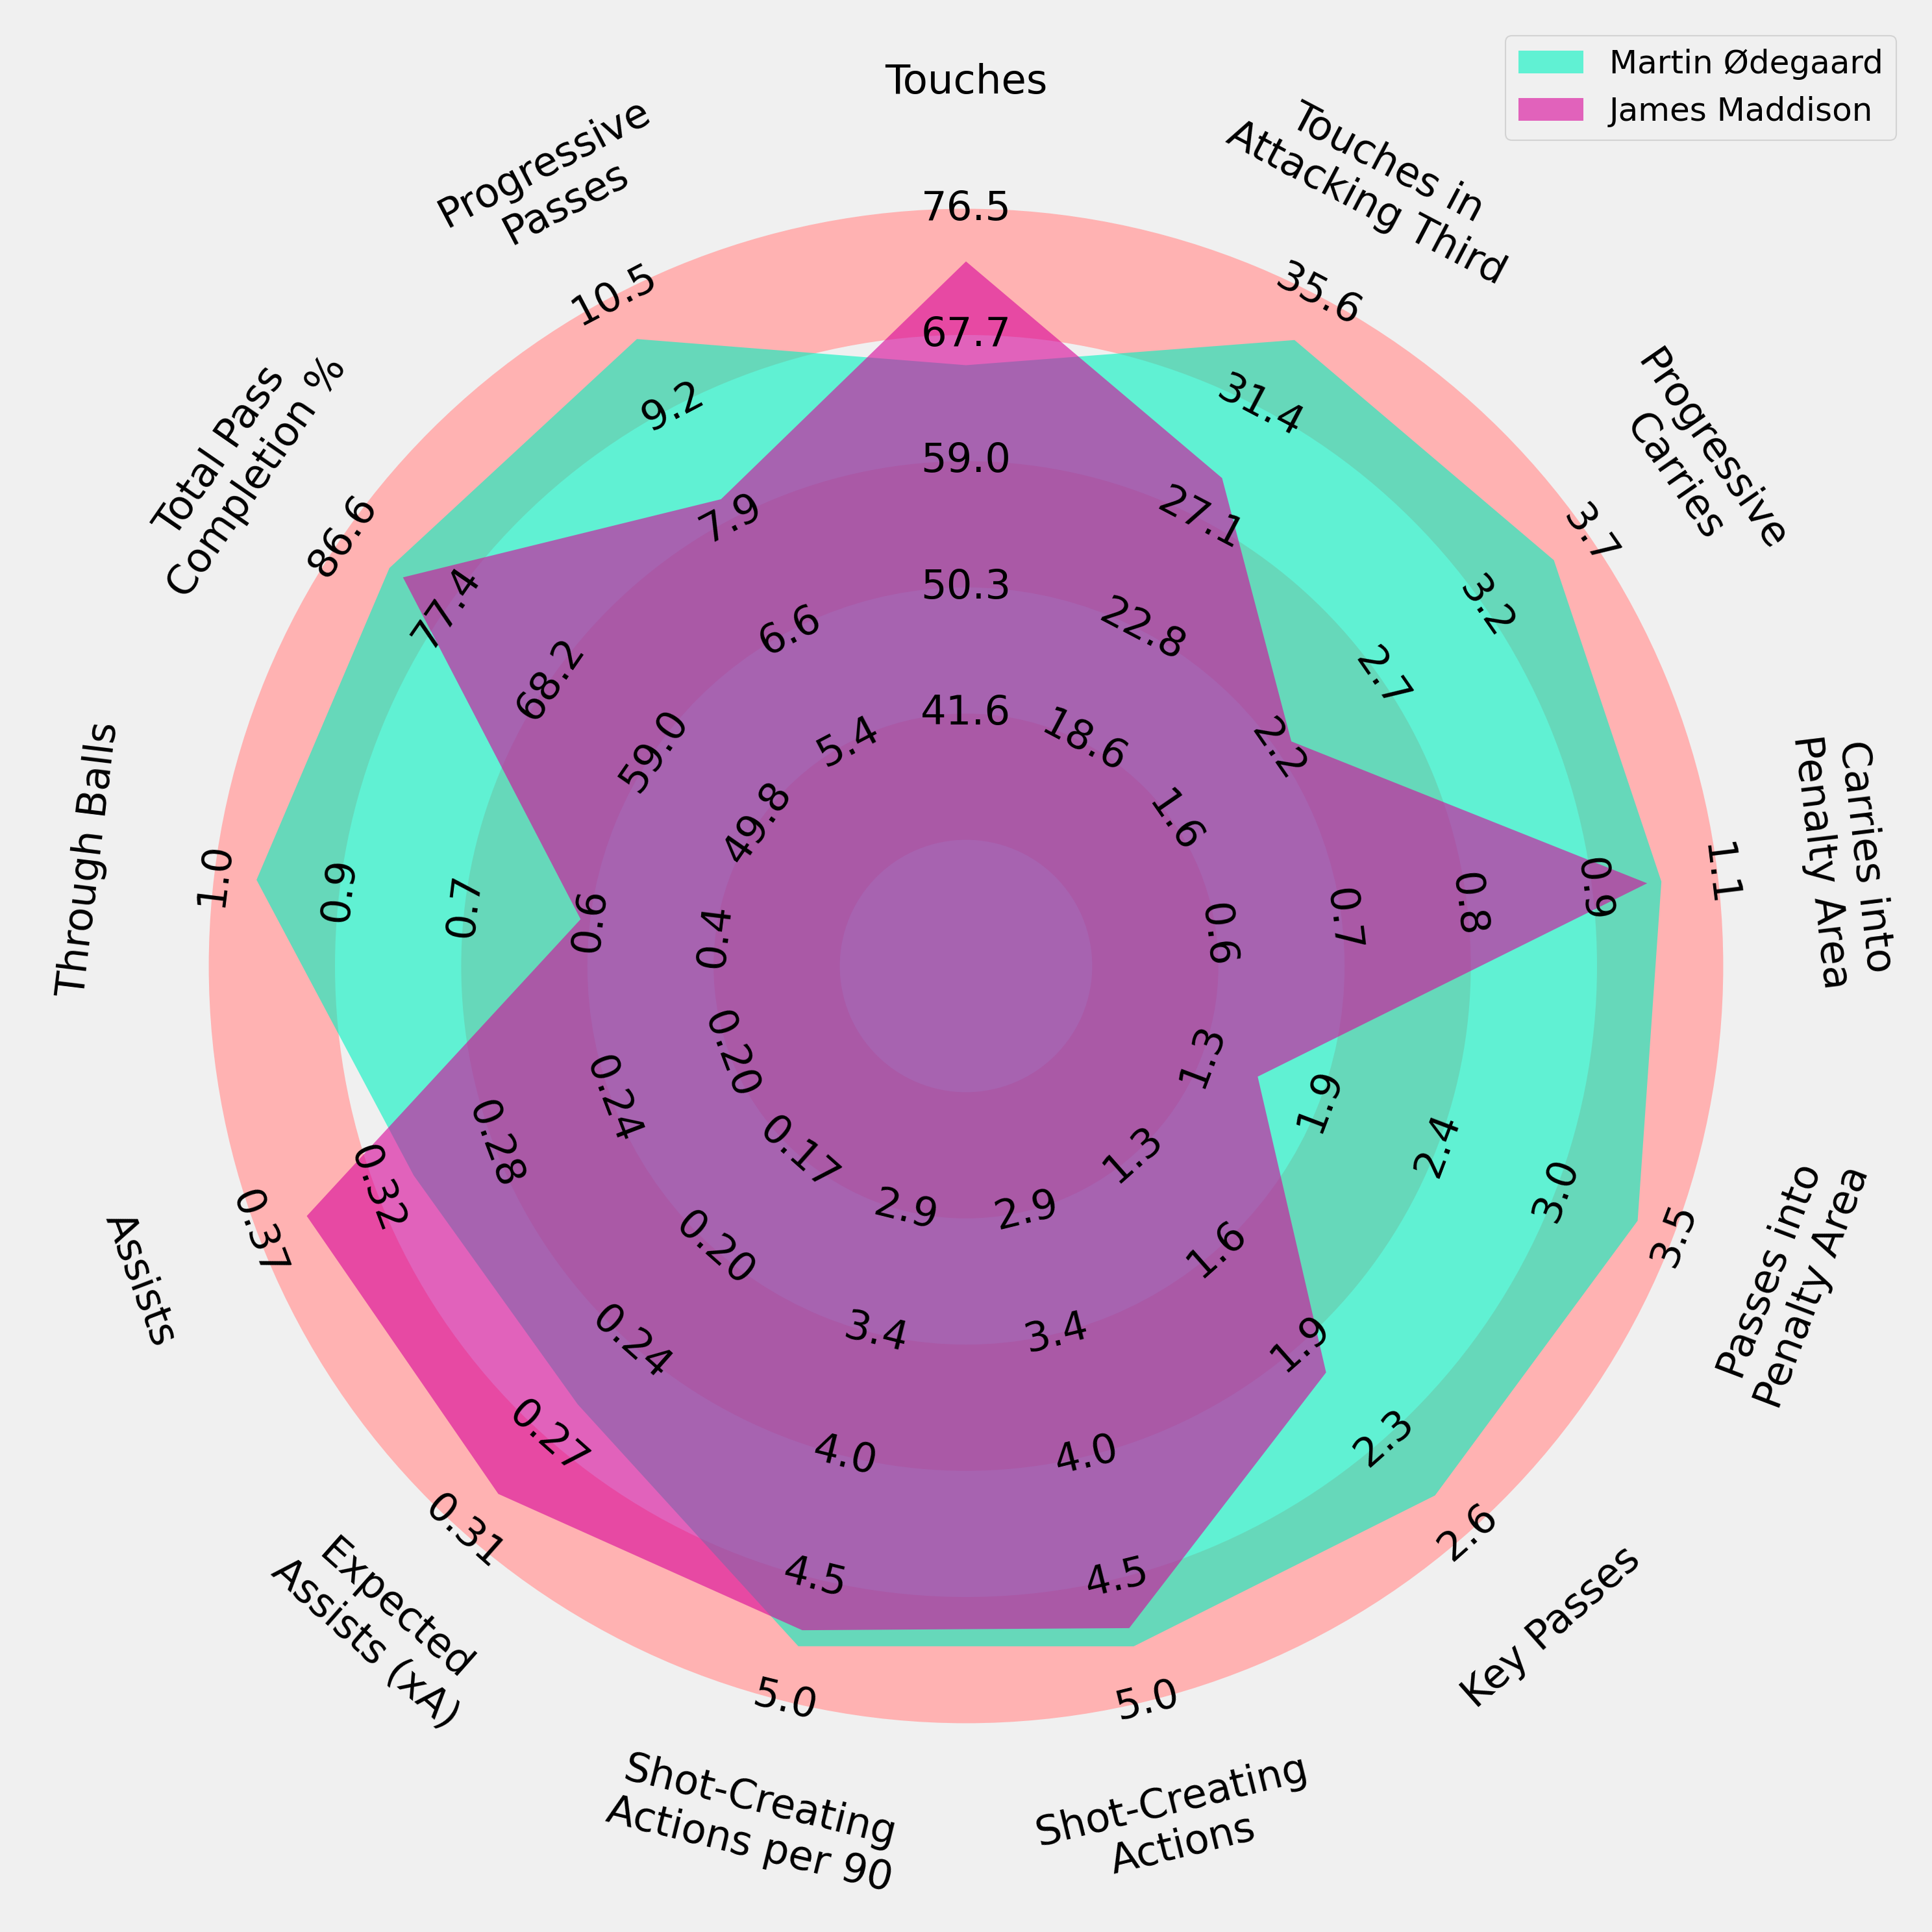 Martin Ødegaard
James Maddison
Touches
76.5
67.7
59.0
50.3
41.6
Touches in
Attacking Third
35.6
31.4
27.1
22.8
18.6
Progressive
Carries
3.7
3.2
2.7
2.2
1.6
Carries into
Penalty Area
1.1
0.9
0.8
0.7
0.6
Passes into
Penalty Area
3.5
3.0
2.4
1.9
1.3
Key Passes
2.6
2.3
1.9
1.6
1.3
Shot-Creating
Actions
5.0
4.5
4.0
3.4
2.9
Shot-Creating
Actions per 90
5.0
4.5
4.0
3.4
2.9
Expected
Assists (xA)
0.31
0.27
0.24
0.20
0.17
Assists
0.37
0.32
0.28
0.24
0.20
Through Balls
1.0
0.9
0.7
0.6
0.4
Total Pass
Completion %
86.6
77.4
68.2
59.0
49.8
Progressive
Passes
10.5
9.2
7.9
6.6
5.4